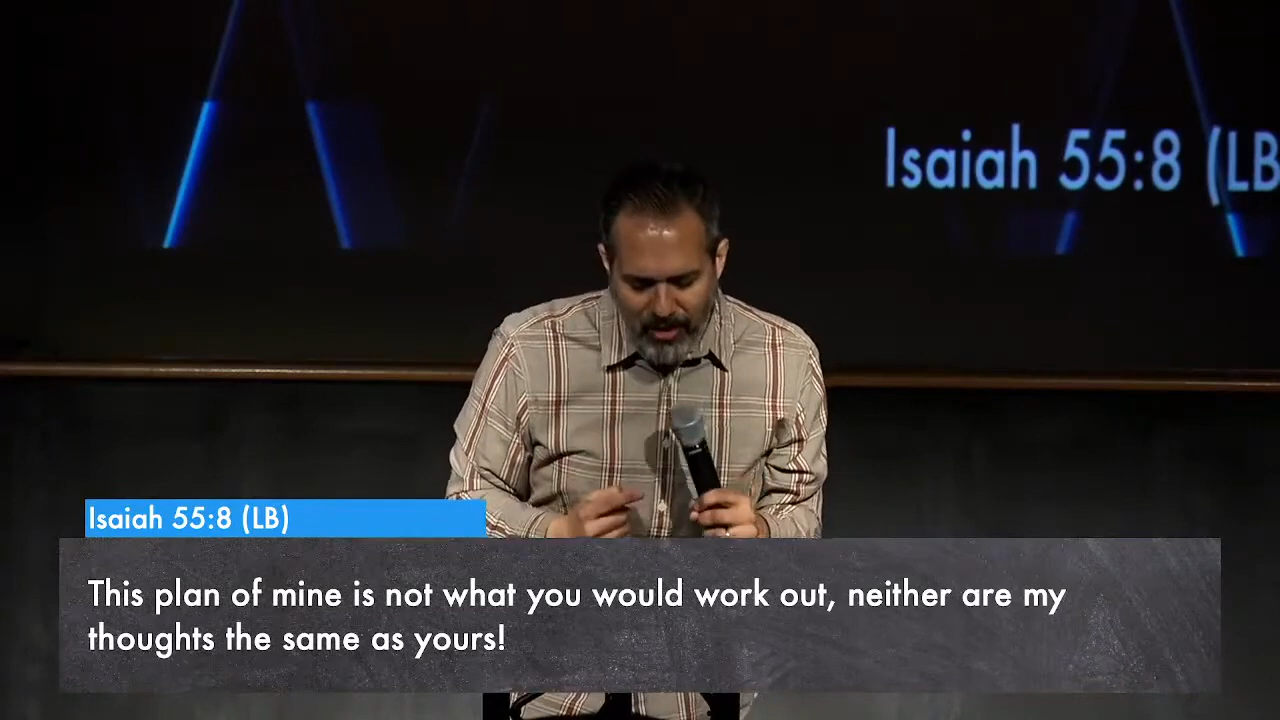 Isaiah 55:8 (LB
Isaiah 55:8 (LB)
This plan of mine is not what you would work out, neither are my
thoughts the same as yours!